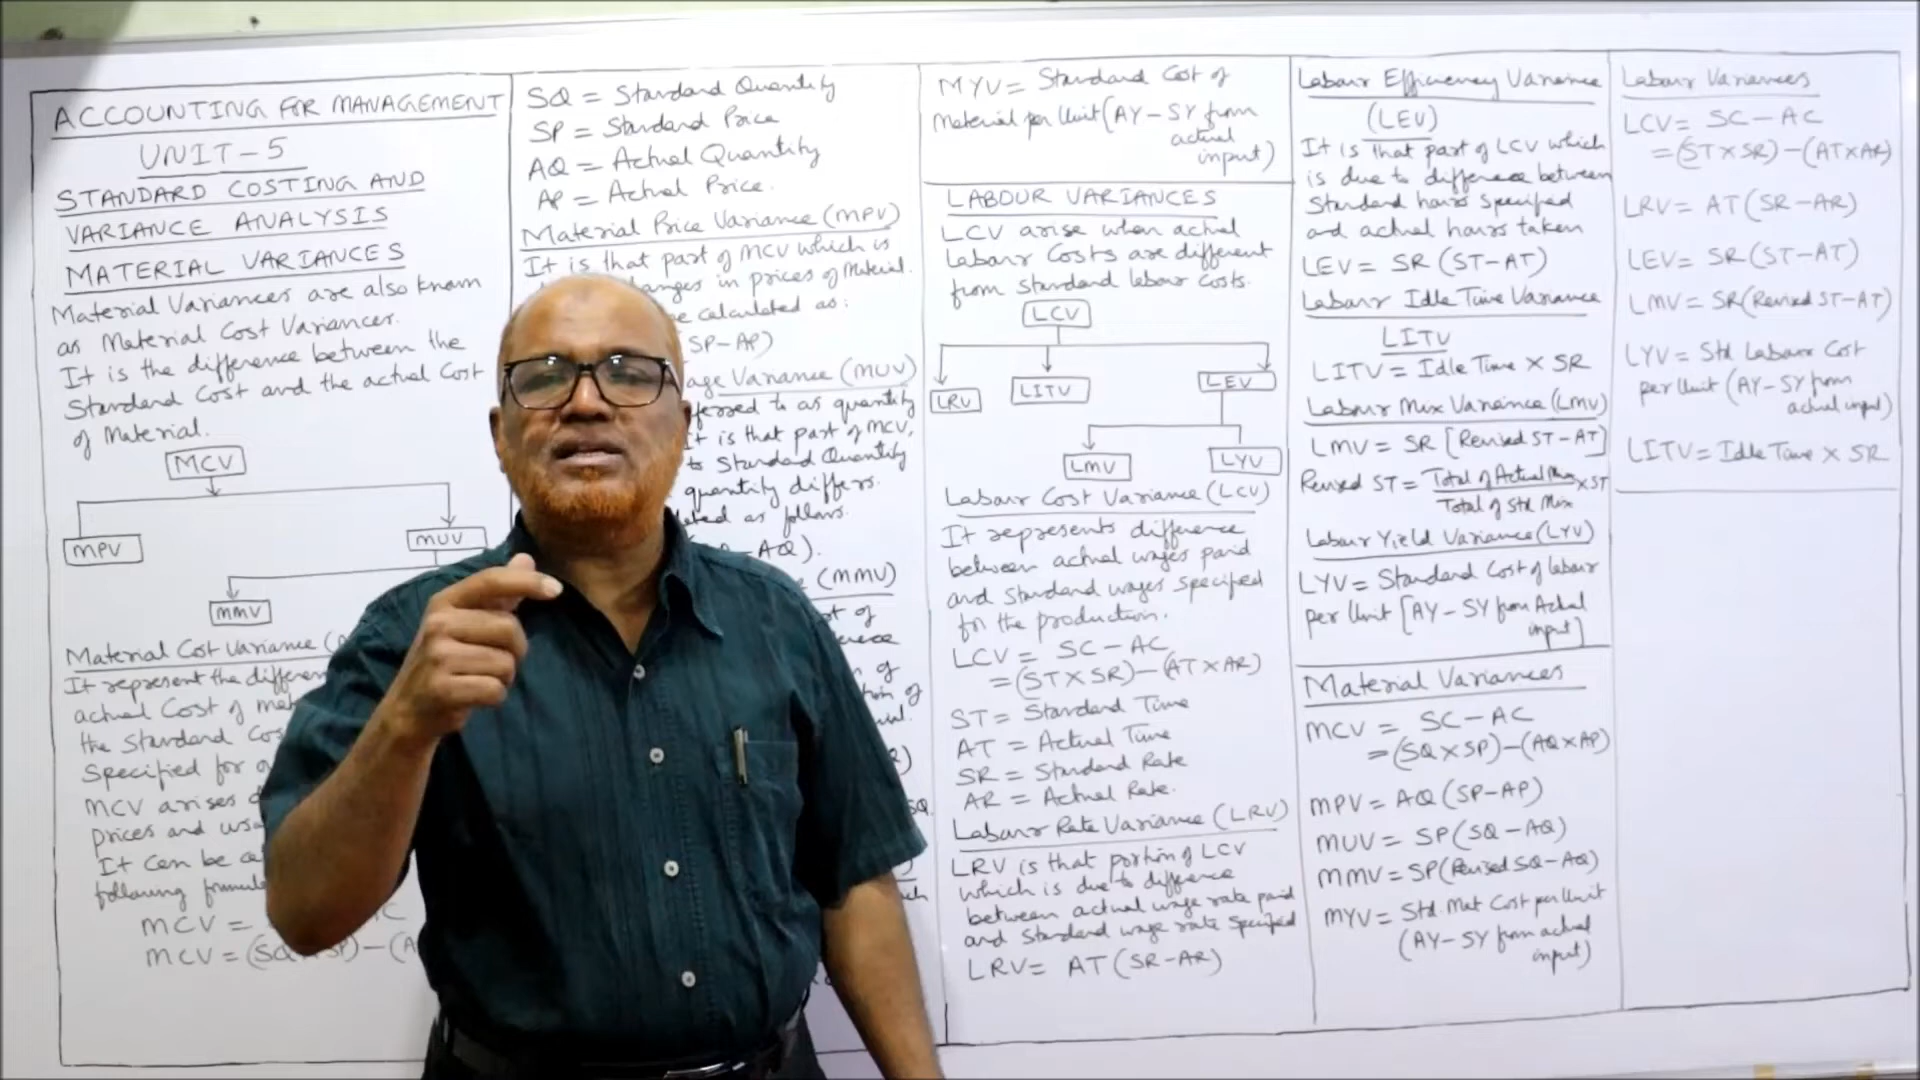 ACCOUNTING FOR MANAGEMENT
UNIT-5
STANDARD COSTING AND
VARIANCE ANALYSIS
MATERIAL VARIANCES
Material Variances are also known
as Material Cost Variances.
It is the difference between the
Standard Cost and the actual Cost
of Material.
MCV
MPV
MUV
MMV
Material Cost Variance
It represent the
actual Cost of
the Standard
Specified for
MCV arises
prices and
It can be
following
MCV =
MCV =
SQ = Standard Quantity
SP = Standard Price
AQ = Actual Quantity
AP = Actual Price.
Material Price Variance (MPV)
It is that part of MCV which is
changes in prices of Material.
be calculated as:
SP-AP)
Variance (MUV)
to as quantity
It is that part of MCV,
to Standard Quantity
quantity differs.
as follows.
-AQ).
(MMV)
of
of
of
MYV = Standard Cost of
Material per Unit (AY-SY from
actual
input)
LABOUR VARIANCES
LCV arise when actual
Labour Costs are different
from standard labour costs.
LCV
LRV
LITV
LEV
LMV
LYV
Labour Cost Variance (LCV)
It represents difference
between actual wages paid
and Standard wages specified
for the production.
LCV = SC-AC
= (ST×SR)-(AT×AR)
ST = Standard Time
AT = Actual Time
SR = Standard Rate
AR = Actual Rate.
Labour Rate Variance (LRV)
LRV is that portion of LCV
which is due to difference
between actual wage rate paid
and Standard wage rate specified
LRV = AT (SR-AR)
Labour Efficiency Variance
(LEV)
It is that part of LCV which
is due to difference between
Standard hours specified
and actual hours taken
LEV = SR (ST-AT)
Labour Idle Time Variance
LITV
LITV = Idle Time × SR
Labour Mix Variance (LMV)
LMV = SR [Revised ST-AT]
Revised ST = Total of Actual Mix × ST
Total of Std Mix
Labour Yield Variance (LYV)
LYV = Standard Cost of labour
per Unit [AY-SY from Actual
input]
Material Variances
MCV = SC-AC
= (SQ×SP)-(AQ×AP)
MPV = AQ (SP-AP)
MUV = SP (SQ-AQ)
MMV = SP (Revised SQ-AQ)
MYV = Std. Mat Cost per Unit
(AY-SY from actual
input)
Labour Variances
LCV = SC-AC
= (ST×SR)-(AT×AR)
LRV = AT (SR-AR)
LEV = SR (ST-AT)
LMV = SR (Revised ST-AT)
LYV = Std Labour Cost
per Unit (AY-SY from
actual input)
LITV = Idle Time × SR